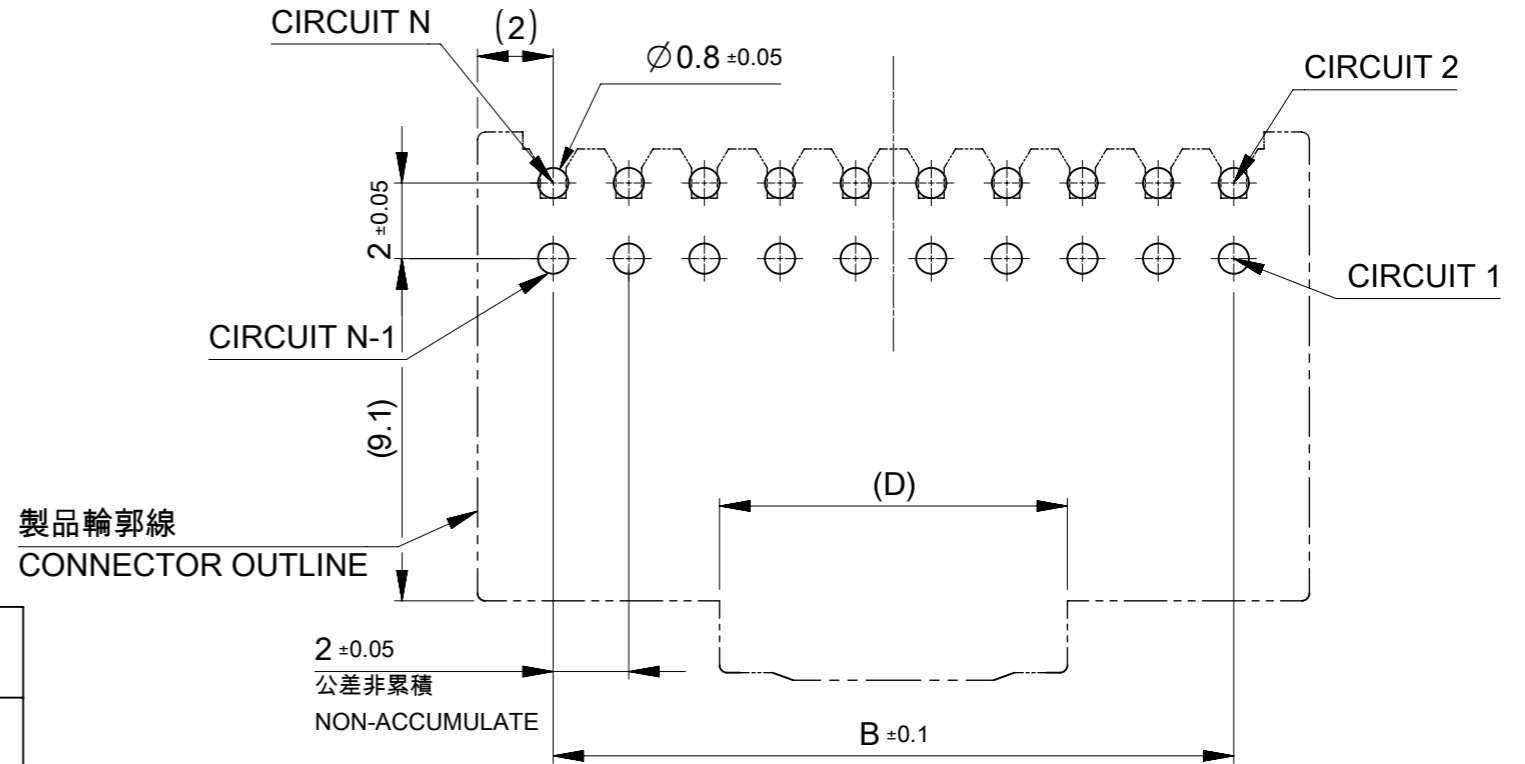 CIRCUIT N
(2)
Ø0.8 ±0.05
CIRCUIT 2
2 ±0.05
CIRCUIT 1
CIRCUIT N-1
(9.1)
(D)
製品輪郭線
CONNECTOR OUTLINE
2 ±0.05
公差非累積
NON-ACCUMULATE
B ±0.1